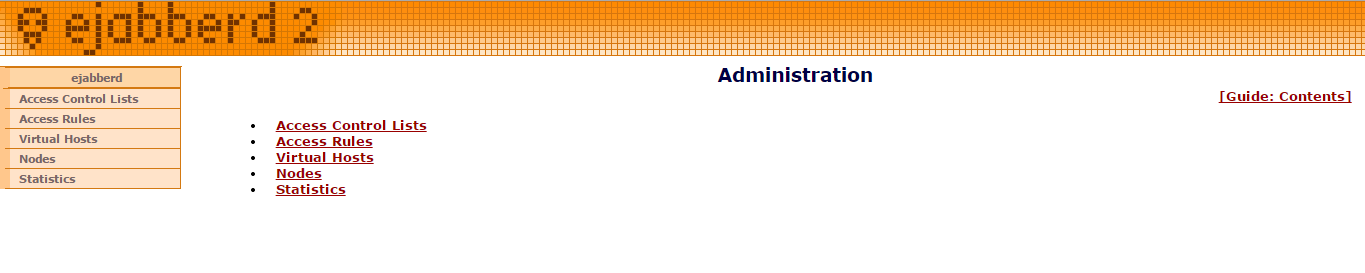 ejabberd 2
ejabberd
Access Control Lists
Access Rules
Virtual Hosts
Nodes
Statistics
Administration
[Guide: Contents]
Access Control Lists
Access Rules
Virtual Hosts
Nodes
Statistics